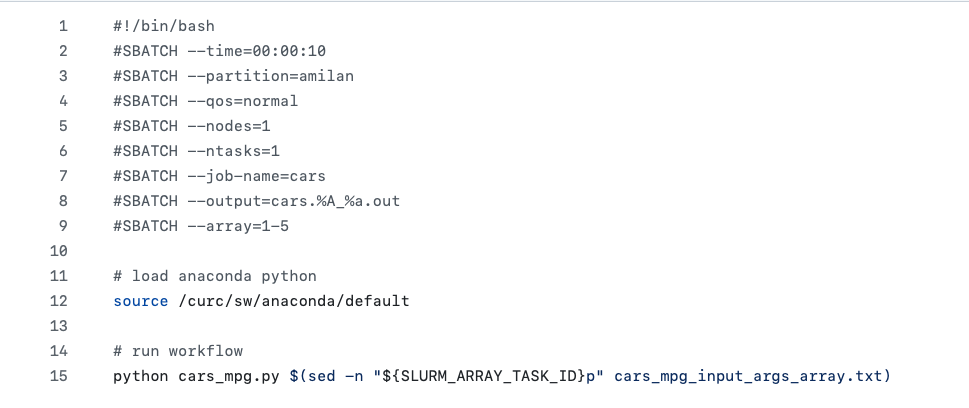 1 #!/bin/bash
2 #SBATCH --time=00:00:10
3 #SBATCH --partition=amilan
4 #SBATCH --qos=normal
5 #SBATCH --nodes=1
6 #SBATCH --ntasks=1
7 #SBATCH --job-name=cars
8 #SBATCH --output=cars.%A_%a.out
9 #SBATCH --array=1-5
10
11 # load anaconda python
12 source /curc/sw/anaconda/default
13
14 # run workflow
15 python cars_mpg.py $(sed -n "${SLURM_ARRAY_TASK_ID}p" cars_mpg_input_args_array.txt)